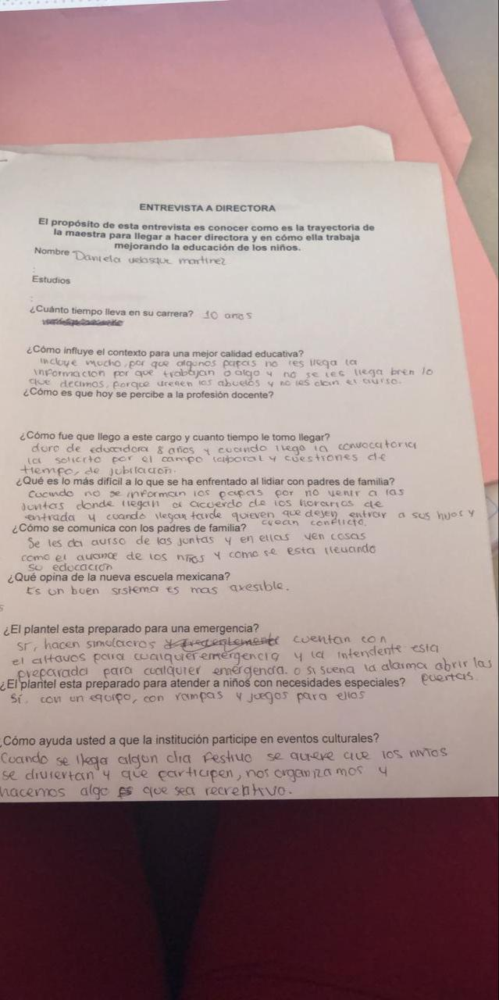 ENTREVISTA A DIRECTORA
El propósito de esta entrevista es conocer como es la trayectoria de
la maestra para llegar a hacer directora y en cómo ella trabaja
mejorando la educación de los niños.
Nombre Daniela velasque martinez
:
Estudios
:
¿Cuánto tiempo lleva en su carrera? 10 años
¿Cómo influye el contexto para una mejor calidad educativa?
incluye mucho, por que algunos papas no les llega la
informacion por que trabajan o algo y no se les llega bien lo
que decimos, porque vienen los abuelos y no les dan el aviso.
¿Cómo es que hoy se percibe a la profesión docente?
¿Cómo fue que llego a este cargo y cuanto tiempo le tomo llegar?
duro de educadora 8 años y cuando llego la convocatoria
la solicito por el campo laboral y cuestiones de
tiempo, de jubilación.
¿Qué es lo más difícil a lo que se ha enfrentado al lidiar con padres de familia?
Cuando no se informan los papas por no venir a las
juntas donde llegan a acuerdo de los horarios de
entrada y cuando llegan tarde quieren que dejen entrar a sus hijos y
crean conflicto.
¿Cómo se comunica con los padres de familia?
Se les da aviso de las juntas y en ellas ven cosas
como el avance de los niños y como se esta llevando
su educación
¿Qué opina de la nueva escuela mexicana?
Es un buen sistema es mas axesible.
¿El plantel esta preparado para una emergencia?
si, hacen simulacros y frecuentemente cuentan con
el altavos para cualquier emergencia y la intendente esta
preparada para cualquier emergencia. o si suena la alarma abrir las
puertas.
¿El plantel esta preparado para atender a niños con necesidades especiales?
Sí, con un equipo, con rampas y juegos para ellos
¿Cómo ayuda usted a que la institución participe en eventos culturales?
Cuando se llega algun dia festivo se quiere que los niños
se diviertan y que participen, nos organizamos y
hacemos algo que sea recreativo.